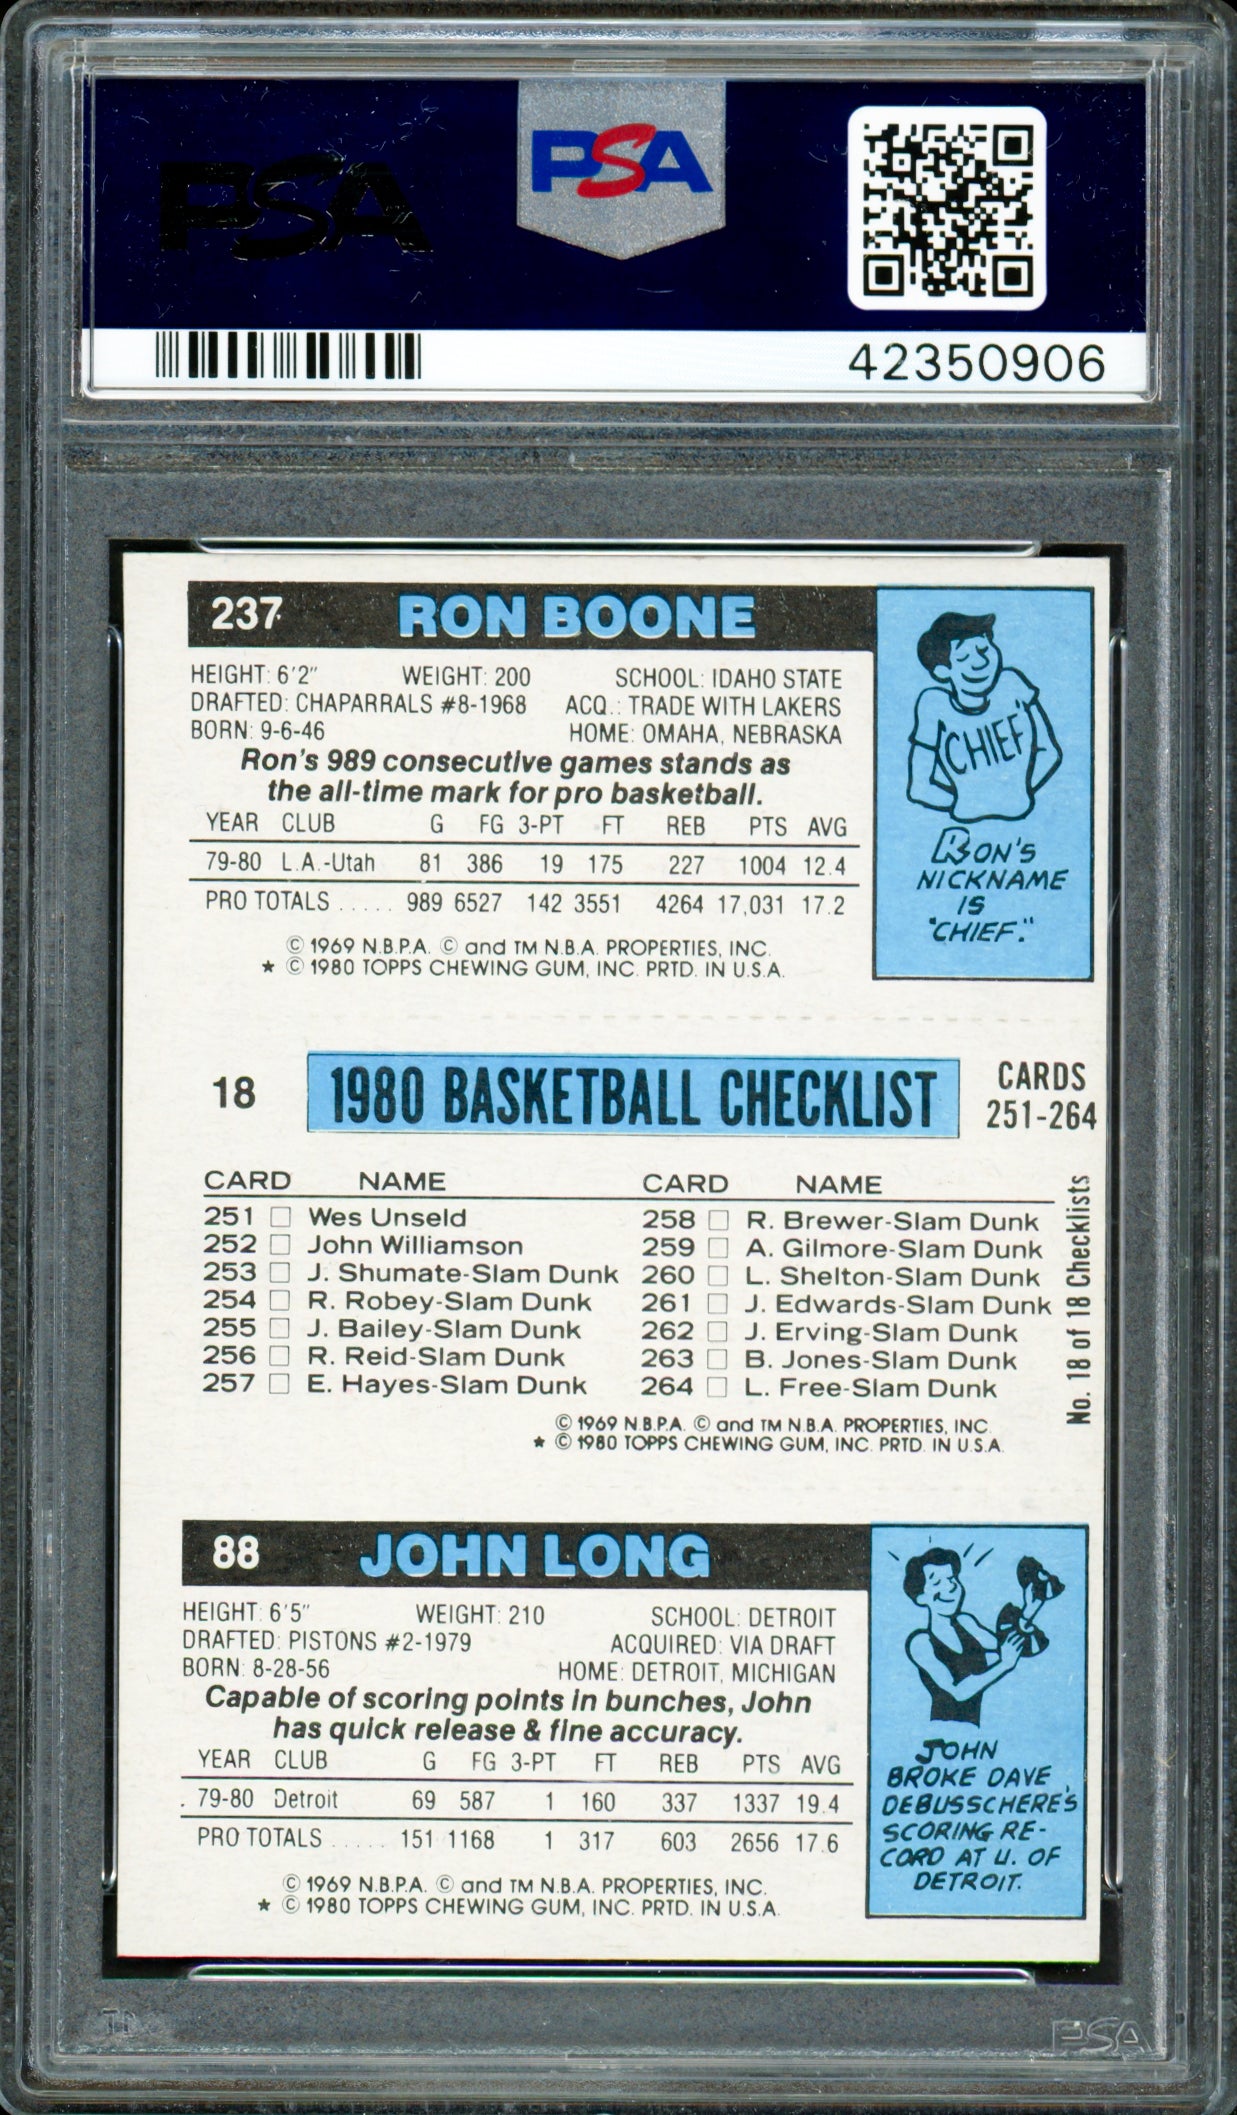 PSA
PSA
42350906
237 RON BOONE
HEIGHT: 6'2" WEIGHT: 200 SCHOOL: IDAHO STATE
DRAFTED: CHAPARRALS #8-1968 ACQ.: TRADE WITH LAKERS
BORN: 9-6-46 HOME: OMAHA, NEBRASKA
Ron's 989 consecutive games stands as
the all-time mark for pro basketball.
YEAR CLUB G FG 3-PT FT REB PTS AVG
79-80 L.A.-Utah 81 386 19 175 227 1004 12.4
PRO TOTALS ..... 989 6527 142 3551 4264 17,031 17.2
© 1969 N.B.P.A. © and TM N.B.A. PROPERTIES, INC.
★ © 1980 TOPPS CHEWING GUM, INC. PRTD. IN U.S.A.
CHIEF
RON'S
NICKNAME
IS
"CHIEF."
18 1980 BASKETBALL CHECKLIST CARDS
251-264
CARD NAME CARD NAME
251 □ Wes Unseld 258 □ R. Brewer-Slam Dunk
252 □ John Williamson 259 □ A. Gilmore-Slam Dunk
253 □ J. Shumate-Slam Dunk 260 □ L. Shelton-Slam Dunk
254 □ R. Robey-Slam Dunk 261 □ J. Edwards-Slam Dunk
255 □ J. Bailey-Slam Dunk 262 □ J. Erving-Slam Dunk
256 □ R. Reid-Slam Dunk 263 □ B. Jones-Slam Dunk
257 □ E. Hayes-Slam Dunk 264 □ L. Free-Slam Dunk
No. 18 of 18 Checklists
© 1969 N.B.P.A. © and TM N.B.A. PROPERTIES, INC.
★ © 1980 TOPPS CHEWING GUM, INC. PRTD. IN U.S.A.
88 JOHN LONG
HEIGHT: 6'5" WEIGHT: 210 SCHOOL: DETROIT
DRAFTED: PISTONS #2-1979 ACQUIRED: VIA DRAFT
BORN: 8-28-56 HOME: DETROIT, MICHIGAN
Capable of scoring points in bunches, John
has quick release & fine accuracy.
YEAR CLUB G FG 3-PT FT REB PTS AVG
79-80 Detroit 69 587 1 160 337 1337 19.4
PRO TOTALS ..... 151 1168 1 317 603 2656 17.6
© 1969 N.B.P.A. © and TM N.B.A. PROPERTIES, INC.
★ © 1980 TOPPS CHEWING GUM, INC. PRTD. IN U.S.A.
JOHN
BROKE DAVE
DEBUSSCHERE'S
SCORING RE-
CORD AT U. OF
DETROIT.
PSA